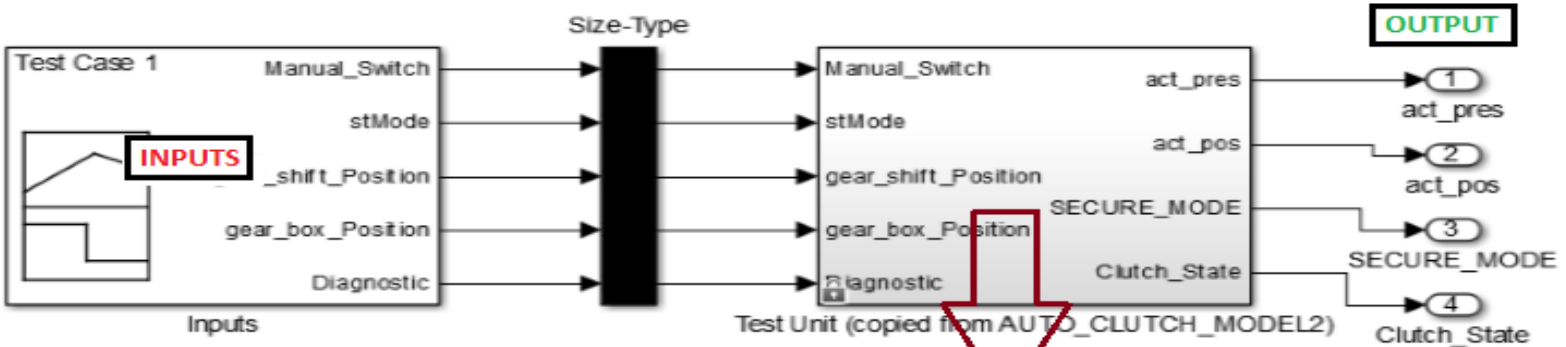 Size-Type
OUTPUT
Test Case 1
Manual_Switch
stMode
_shift_Position
gear_box_Position
Diagnostic
INPUTS
Inputs
Manual_Switch
stMode
gear_shift_Position
gear_box_Position
Diagnostic
act_pres
act_pos
SECURE_MODE
Clutch_State
Test Unit (copied from AUTO_CLUTCH_MODEL2)
1
act_pres
2
act_pos
3
SECURE_MODE
4
Clutch_State